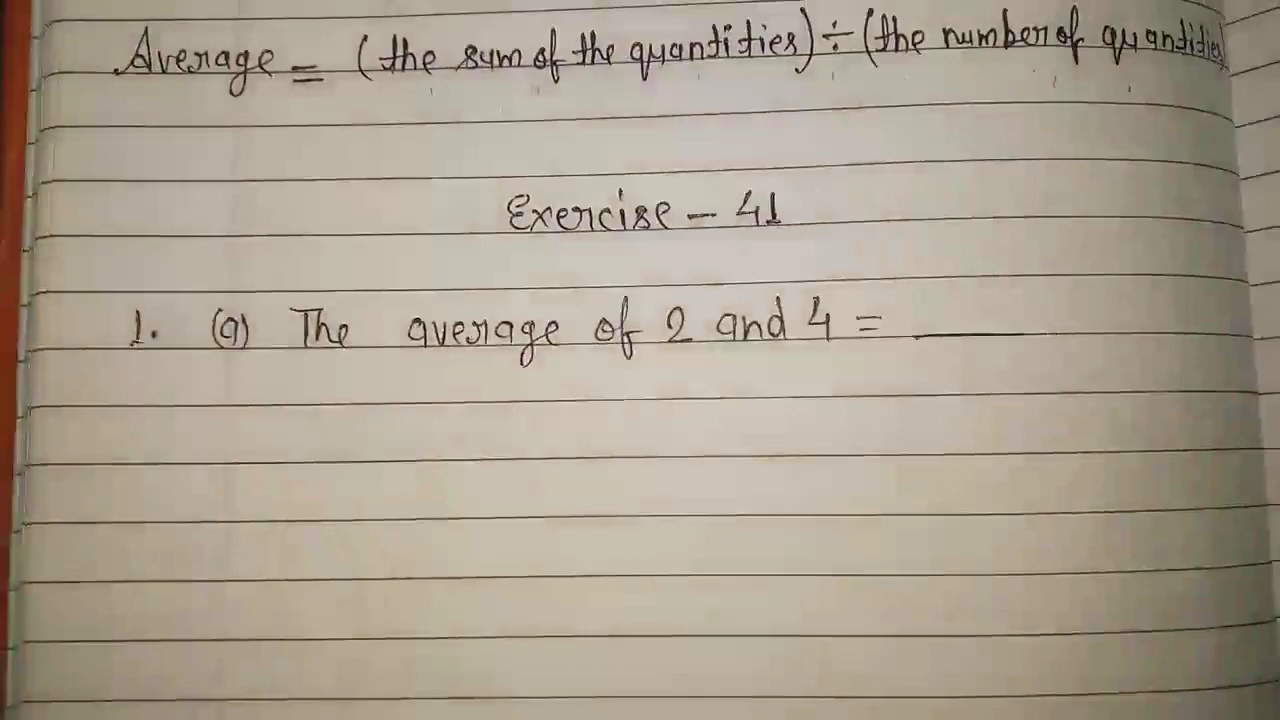 Average = (the sum of the quantities) ÷ (the number of quantities)
Exercise - 41
1. (a) The average of 2 and 4 = ____